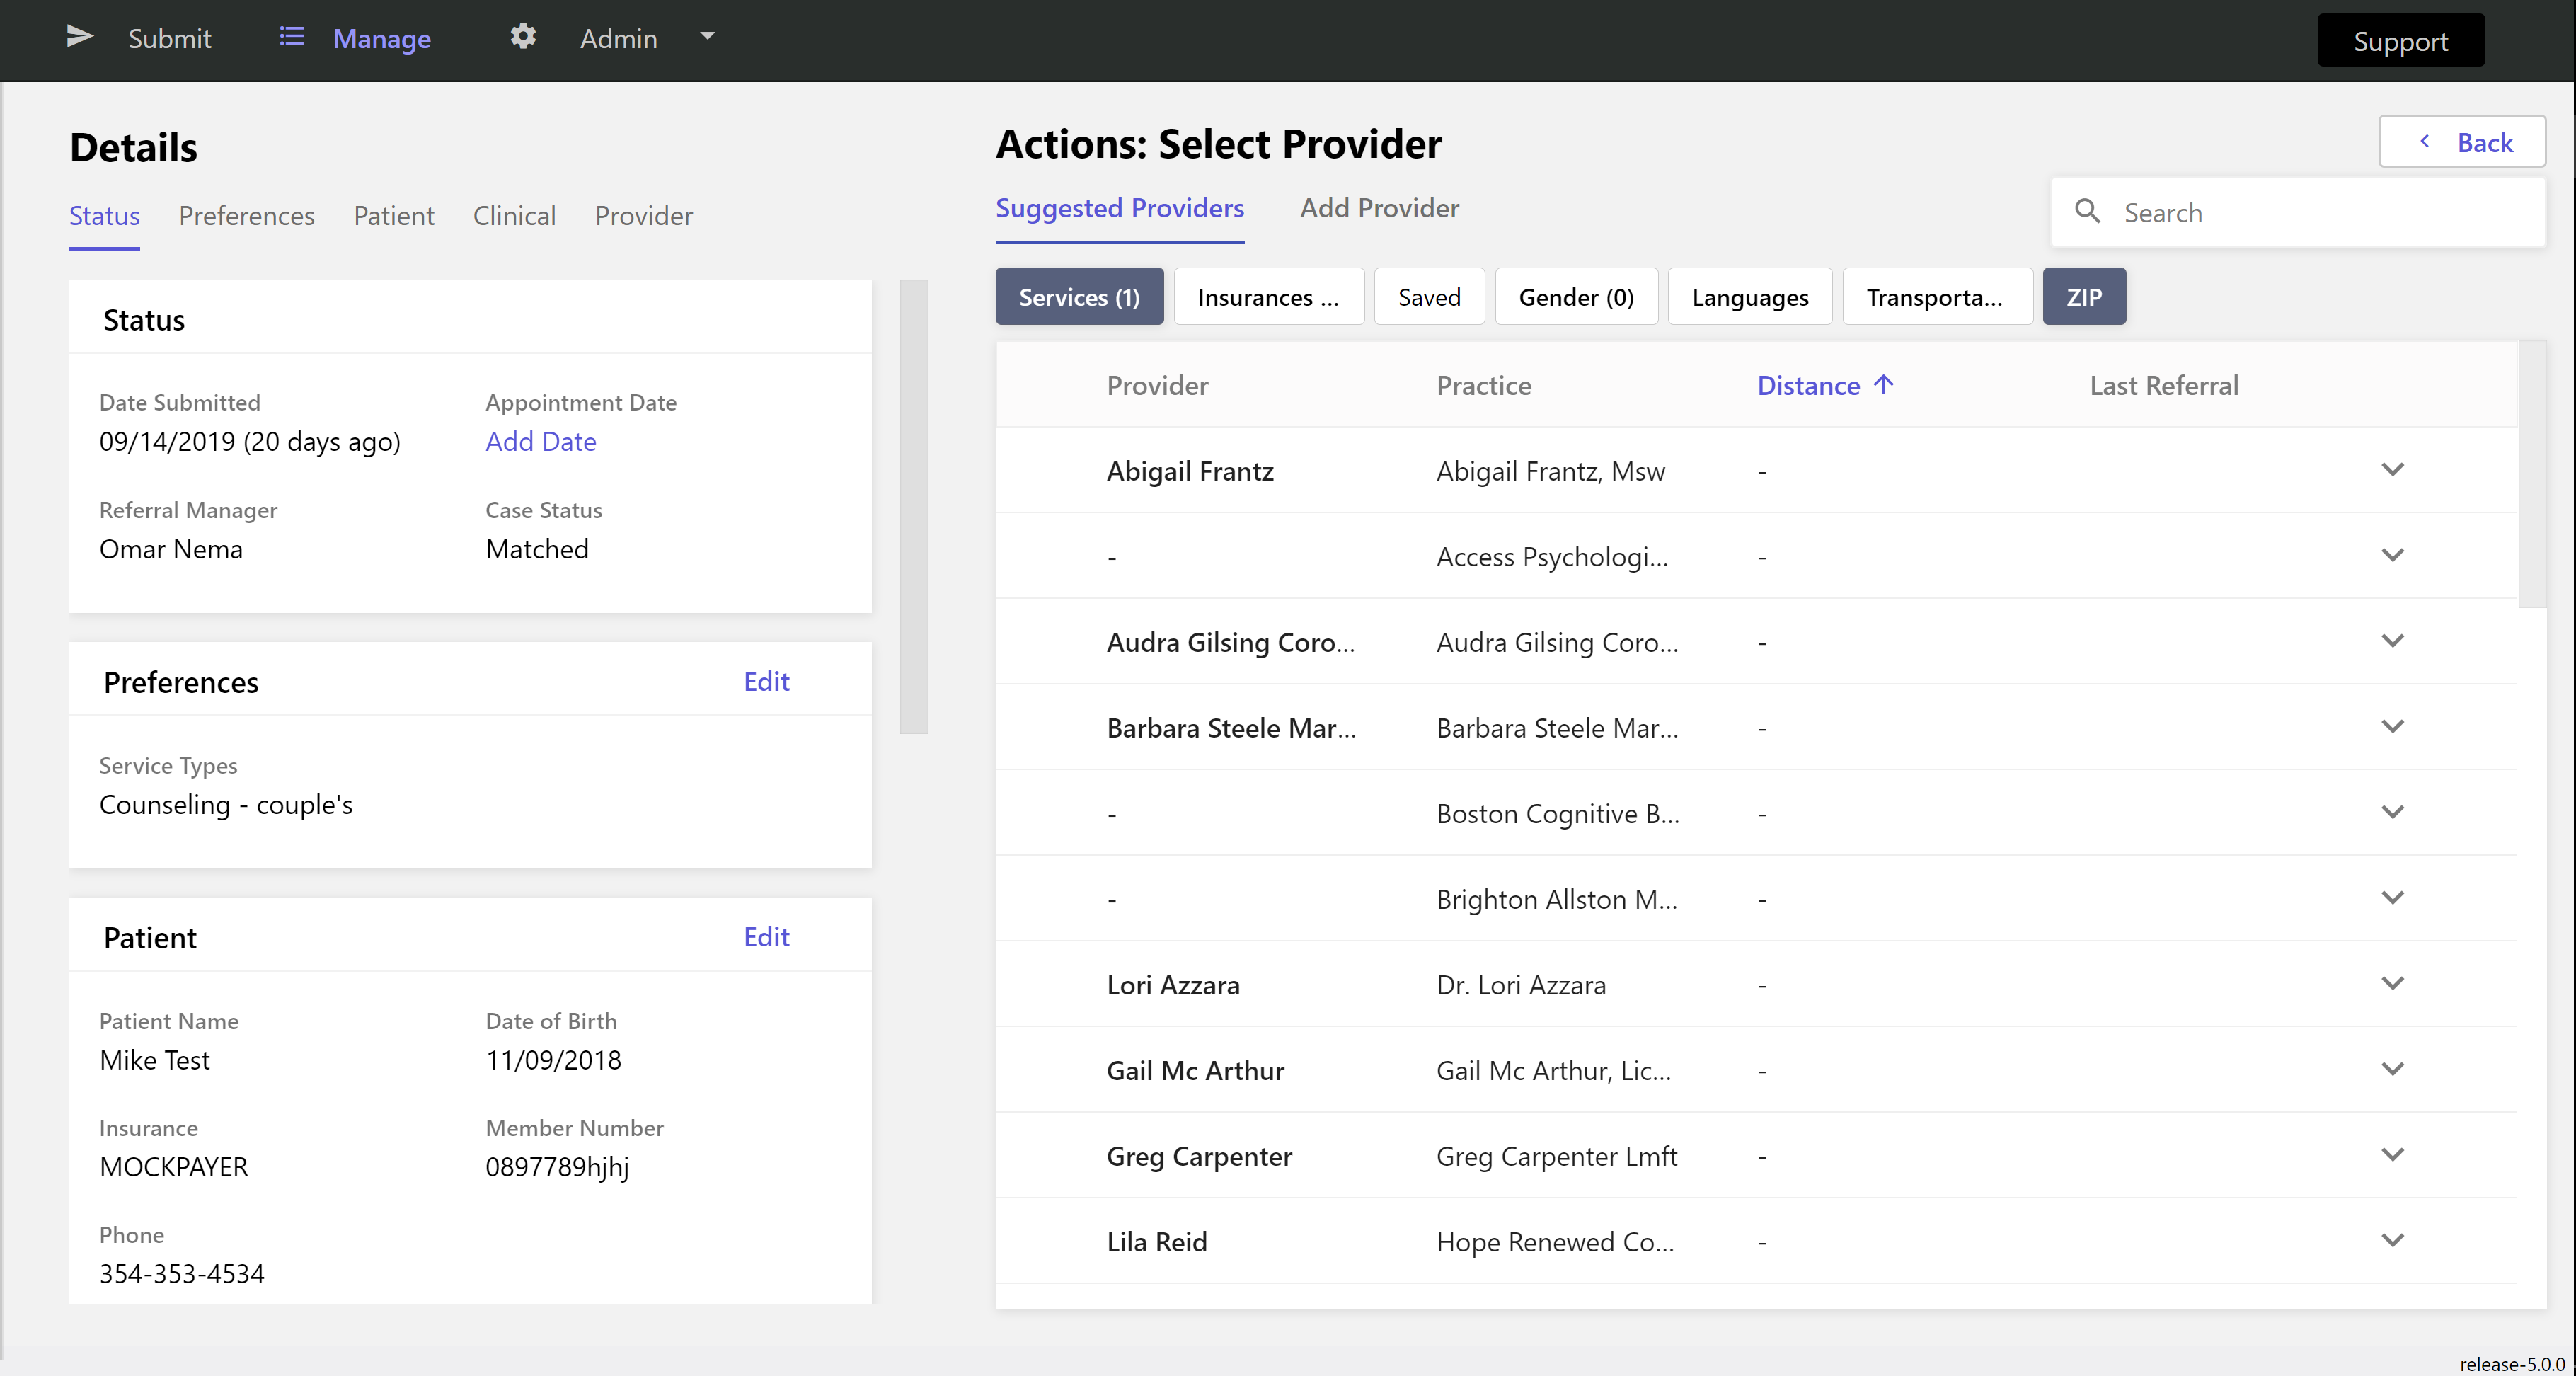 Submit
Manage
Admin
Support
Details
Status
Preferences
Patient
Clinical
Provider
Status
Date Submitted
Appointment Date
09/14/2019 (20 days ago)
Add Date
Referral Manager
Case Status
Omar Nema
Matched
Preferences
Edit
Service Types
Counseling - couple's
Patient
Edit
Patient Name
Date of Birth
Mike Test
11/09/2018
Insurance
Member Number
MOCKPAYER
0897789hjhj
Phone
354-353-4534
Actions: Select Provider
Back
Suggested Providers
Add Provider
Search
Services (1)
Insurances ...
Saved
Gender (0)
Languages
Transporta...
ZIP
Provider
Practice
Distance
Last Referral
Abigail Frantz
Abigail Frantz, Msw
-
-
Access Psychologi...
-
Audra Gilsing Coro...
Audra Gilsing Coro...
-
Barbara Steele Mar...
Barbara Steele Mar...
-
-
Boston Cognitive B...
-
-
Brighton Allston M...
-
Lori Azzara
Dr. Lori Azzara
-
Gail Mc Arthur
Gail Mc Arthur, Lic...
-
Greg Carpenter
Greg Carpenter Lmft
-
Lila Reid
Hope Renewed Co...
-
release-5.0.0